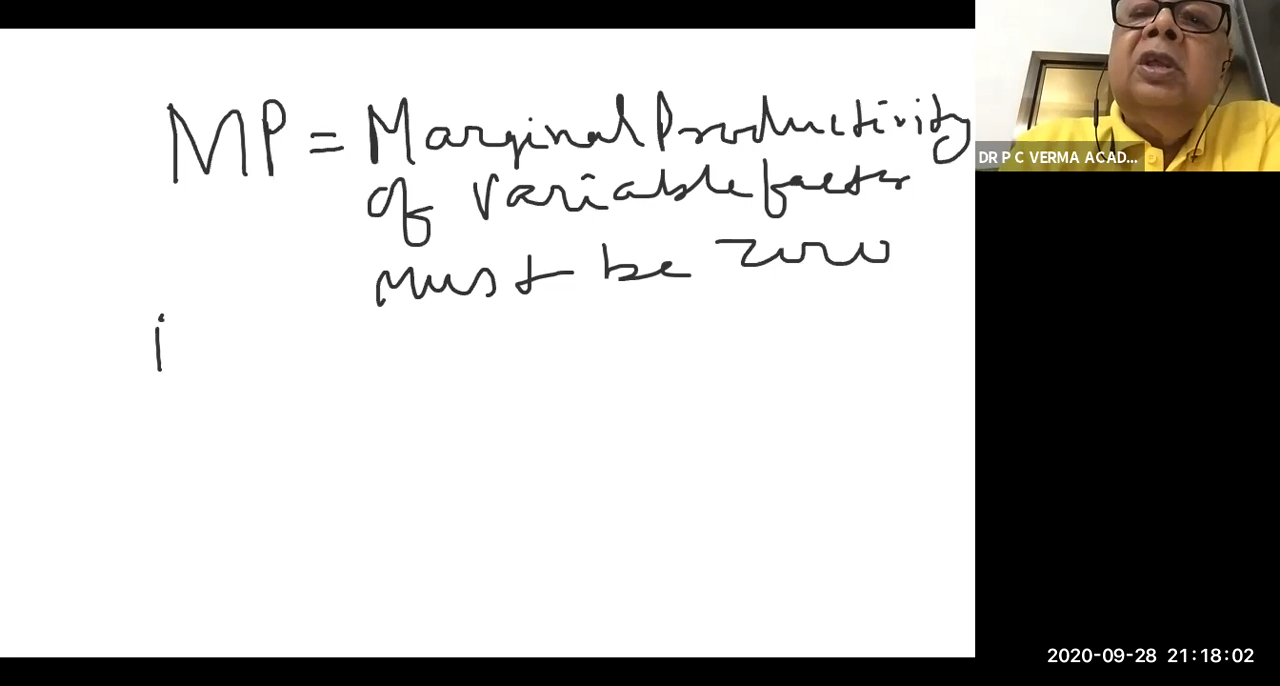 MP = Marginal Productivity
of variable factor
must be zero
i
DR P C VERMA ACAD...
2020-09-28 21:18:02